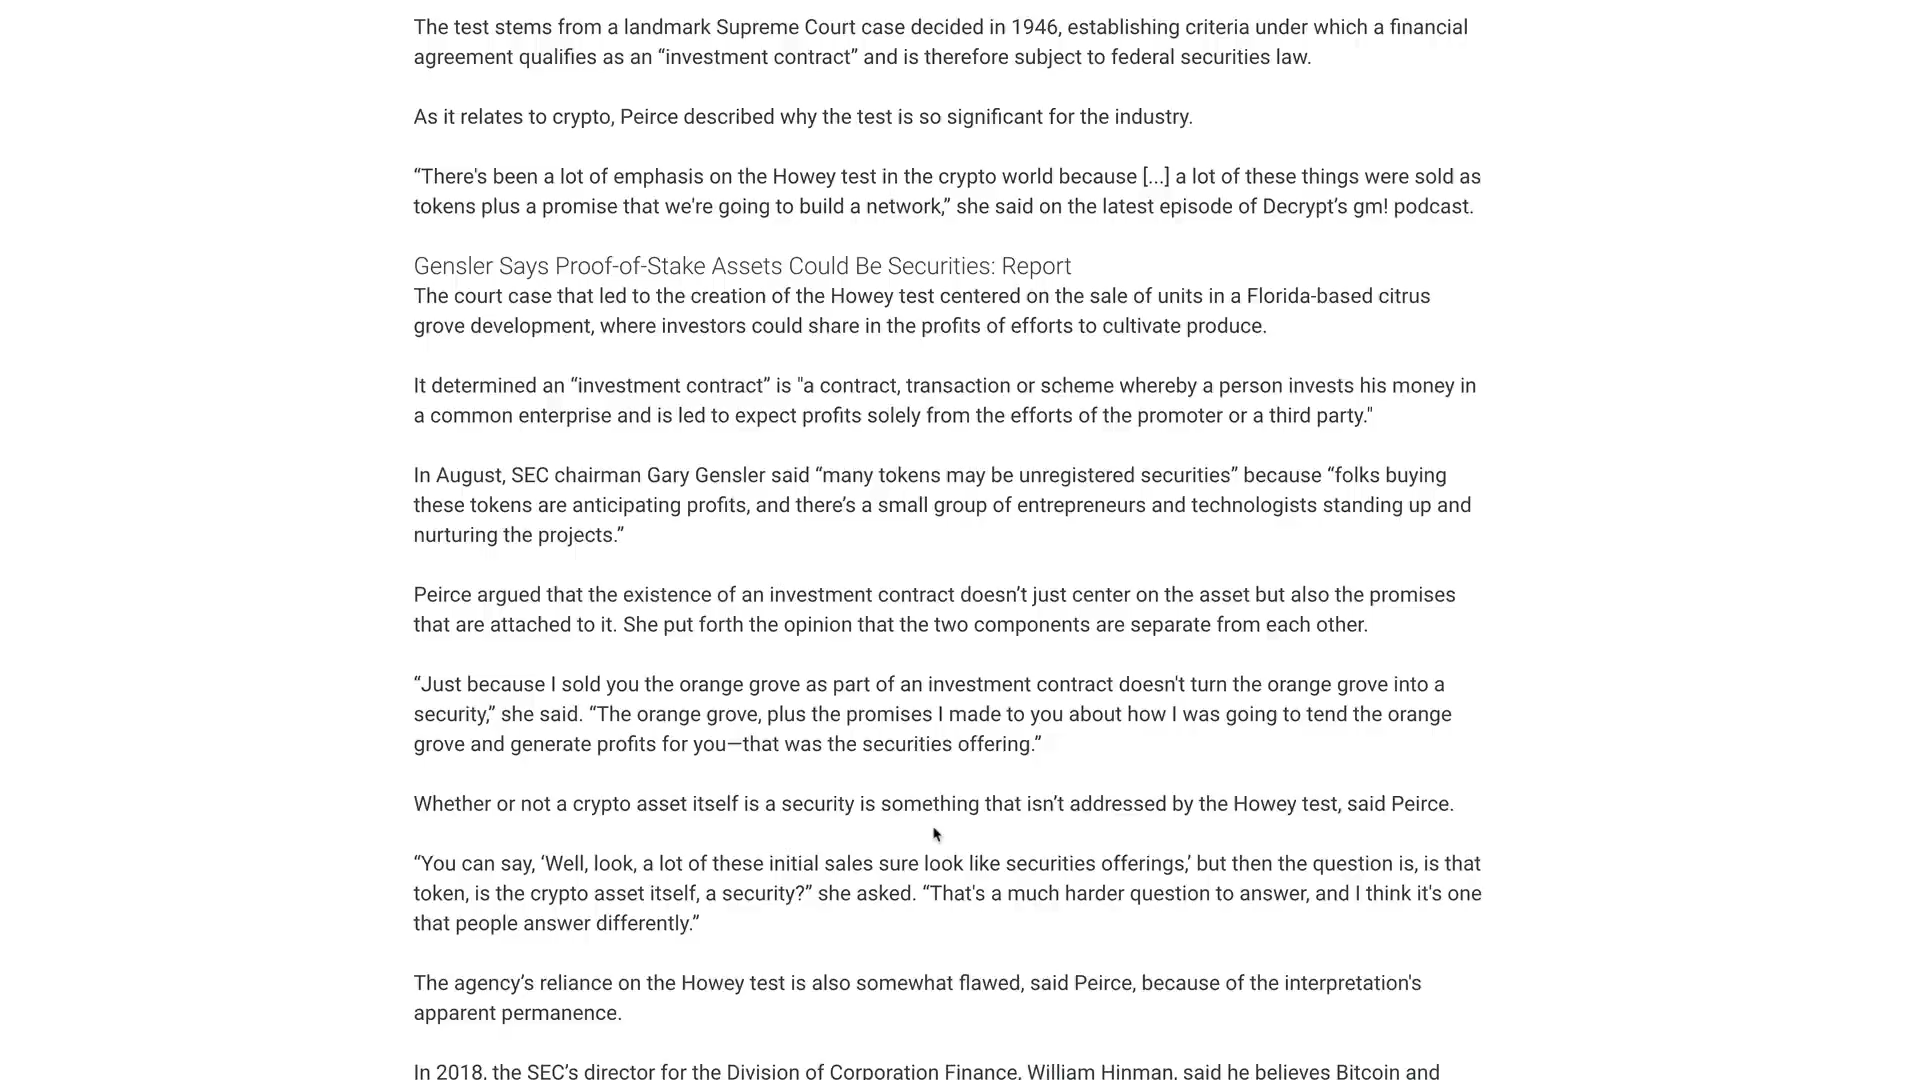 The test stems from a landmark Supreme Court case decided in 1946, establishing criteria under which a financial
agreement qualifies as an “investment contract” and is therefore subject to federal securities law.
As it relates to crypto, Peirce described why the test is so significant for the industry.
“There's been a lot of emphasis on the Howey test in the crypto world because [...] a lot of these things were sold as
tokens plus a promise that we're going to build a network,” she said on the latest episode of Decrypt’s gm! podcast.
Gensler Says Proof-of-Stake Assets Could Be Securities: Report
The court case that led to the creation of the Howey test centered on the sale of units in a Florida-based citrus
grove development, where investors could share in the profits of efforts to cultivate produce.
It determined an “investment contract” is "a contract, transaction or scheme whereby a person invests his money in
a common enterprise and is led to expect profits solely from the efforts of the promoter or a third party."
In August, SEC chairman Gary Gensler said “many tokens may be unregistered securities” because “folks buying
these tokens are anticipating profits, and there’s a small group of entrepreneurs and technologists standing up and
nurturing the projects.”
Peirce argued that the existence of an investment contract doesn’t just center on the asset but also the promises
that are attached to it. She put forth the opinion that the two components are separate from each other.
“Just because I sold you the orange grove as part of an investment contract doesn't turn the orange grove into a
security,” she said. “The orange grove, plus the promises I made to you about how I was going to tend the orange
grove and generate profits for you—that was the securities offering.”
Whether or not a crypto asset itself is a security is something that isn’t addressed by the Howey test, said Peirce.
“You can say, ‘Well, look, a lot of these initial sales sure look like securities offerings,’ but then the question is, is that
token, is the crypto asset itself, a security?” she asked. “That's a much harder question to answer, and I think it's one
that people answer differently.”
The agency’s reliance on the Howey test is also somewhat flawed, said Peirce, because of the interpretation's
apparent permanence.
In 2018, the SEC’s director for the Division of Corporation Finance, William Hinman, said he believes Bitcoin and